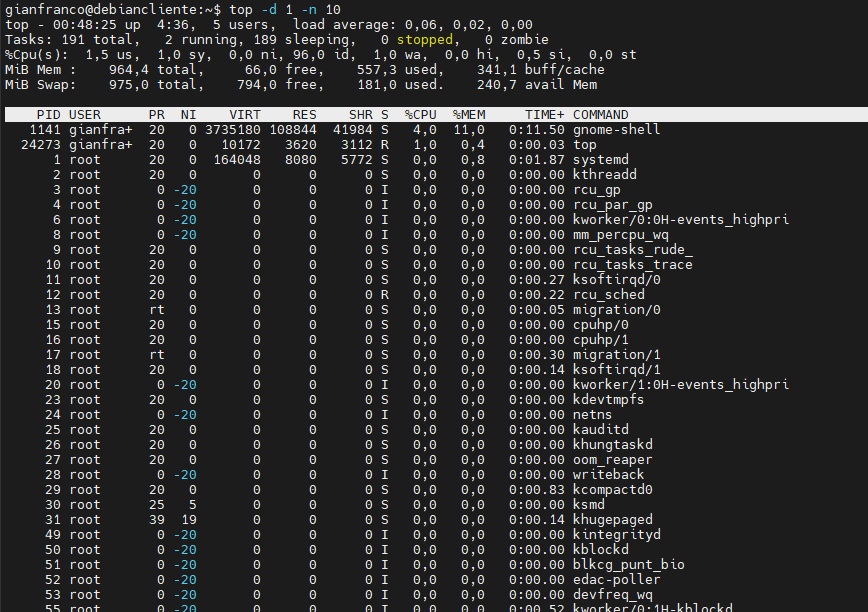 gianfranco@debiancliente:~$ top -d 1 -n 10
top - 00:48:25 up  4:36,  5 users,  load average: 0,06, 0,02, 0,00
Tasks: 191 total,   2 running, 189 sleeping,   0 stopped,   0 zombie
%Cpu(s):  1,5 us,  1,0 sy,  0,0 ni, 96,0 id,  1,0 wa,  0,0 hi,  0,5 si,  0,0 st
MiB Mem :    964,4 total,     66,0 free,    557,3 used,    341,1 buff/cache
MiB Swap:    975,0 total,    794,0 free,    181,0 used.    240,7 avail Mem
PID USER      PR  NI    VIRT    RES    SHR S  %CPU  %MEM     TIME+ COMMAND
1141 gianfra+  20   0 3735180 108844  41984 S   4,0  11,0   0:11.50 gnome-shell
24273 gianfra+  20   0   10172   3620   3112 R   1,0   0,4   0:00.03 top
1 root      20   0  164048   8080   5772 S   0,0   0,8   0:01.87 systemd
2 root      20   0       0      0      0 S   0,0   0,0   0:00.00 kthreadd
3 root       0 -20       0      0      0 I   0,0   0,0   0:00.00 rcu_gp
4 root       0 -20       0      0      0 I   0,0   0,0   0:00.00 rcu_par_gp
6 root       0 -20       0      0      0 I   0,0   0,0   0:00.00 kworker/0:0H-events_highpri
8 root       0 -20       0      0      0 I   0,0   0,0   0:00.00 mm_percpu_wq
9 root      20   0       0      0      0 S   0,0   0,0   0:00.00 rcu_tasks_rude_
10 root      20   0       0      0      0 S   0,0   0,0   0:00.00 rcu_tasks_trace
11 root      20   0       0      0      0 S   0,0   0,0   0:00.27 ksoftirqd/0
12 root      20   0       0      0      0 R   0,0   0,0   0:00.22 rcu_sched
13 root      rt   0       0      0      0 S   0,0   0,0   0:00.05 migration/0
15 root      20   0       0      0      0 S   0,0   0,0   0:00.00 cpuhp/0
16 root      20   0       0      0      0 S   0,0   0,0   0:00.00 cpuhp/1
17 root      rt   0       0      0      0 S   0,0   0,0   0:00.30 migration/1
18 root      20   0       0      0      0 S   0,0   0,0   0:00.14 ksoftirqd/1
20 root       0 -20       0      0      0 I   0,0   0,0   0:00.00 kworker/1:0H-events_highpri
23 root      20   0       0      0      0 S   0,0   0,0   0:00.00 kdevtmpfs
24 root       0 -20       0      0      0 I   0,0   0,0   0:00.00 netns
25 root      20   0       0      0      0 S   0,0   0,0   0:00.00 kauditd
26 root      20   0       0      0      0 S   0,0   0,0   0:00.00 khungtaskd
27 root      20   0       0      0      0 S   0,0   0,0   0:00.00 oom_reaper
28 root       0 -20       0      0      0 I   0,0   0,0   0:00.00 writeback
29 root      20   0       0      0      0 S   0,0   0,0   0:00.83 kcompactd0
30 root      25   5       0      0      0 S   0,0   0,0   0:00.00 ksmd
31 root      39  19       0      0      0 S   0,0   0,0   0:00.14 khugepaged
49 root       0 -20       0      0      0 I   0,0   0,0   0:00.00 kintegrityd
50 root       0 -20       0      0      0 I   0,0   0,0   0:00.00 kblockd
51 root       0 -20       0      0      0 I   0,0   0,0   0:00.00 blkcg_punt_bio
52 root       0 -20       0      0      0 I   0,0   0,0   0:00.00 edac-poller
53 root       0 -20       0      0      0 I   0,0   0,0   0:00.00 devfreq_wq
55 root       0 -20       0      0      0 I   0,0   0,0   0:00.52 kworker/0:1H-kblockd